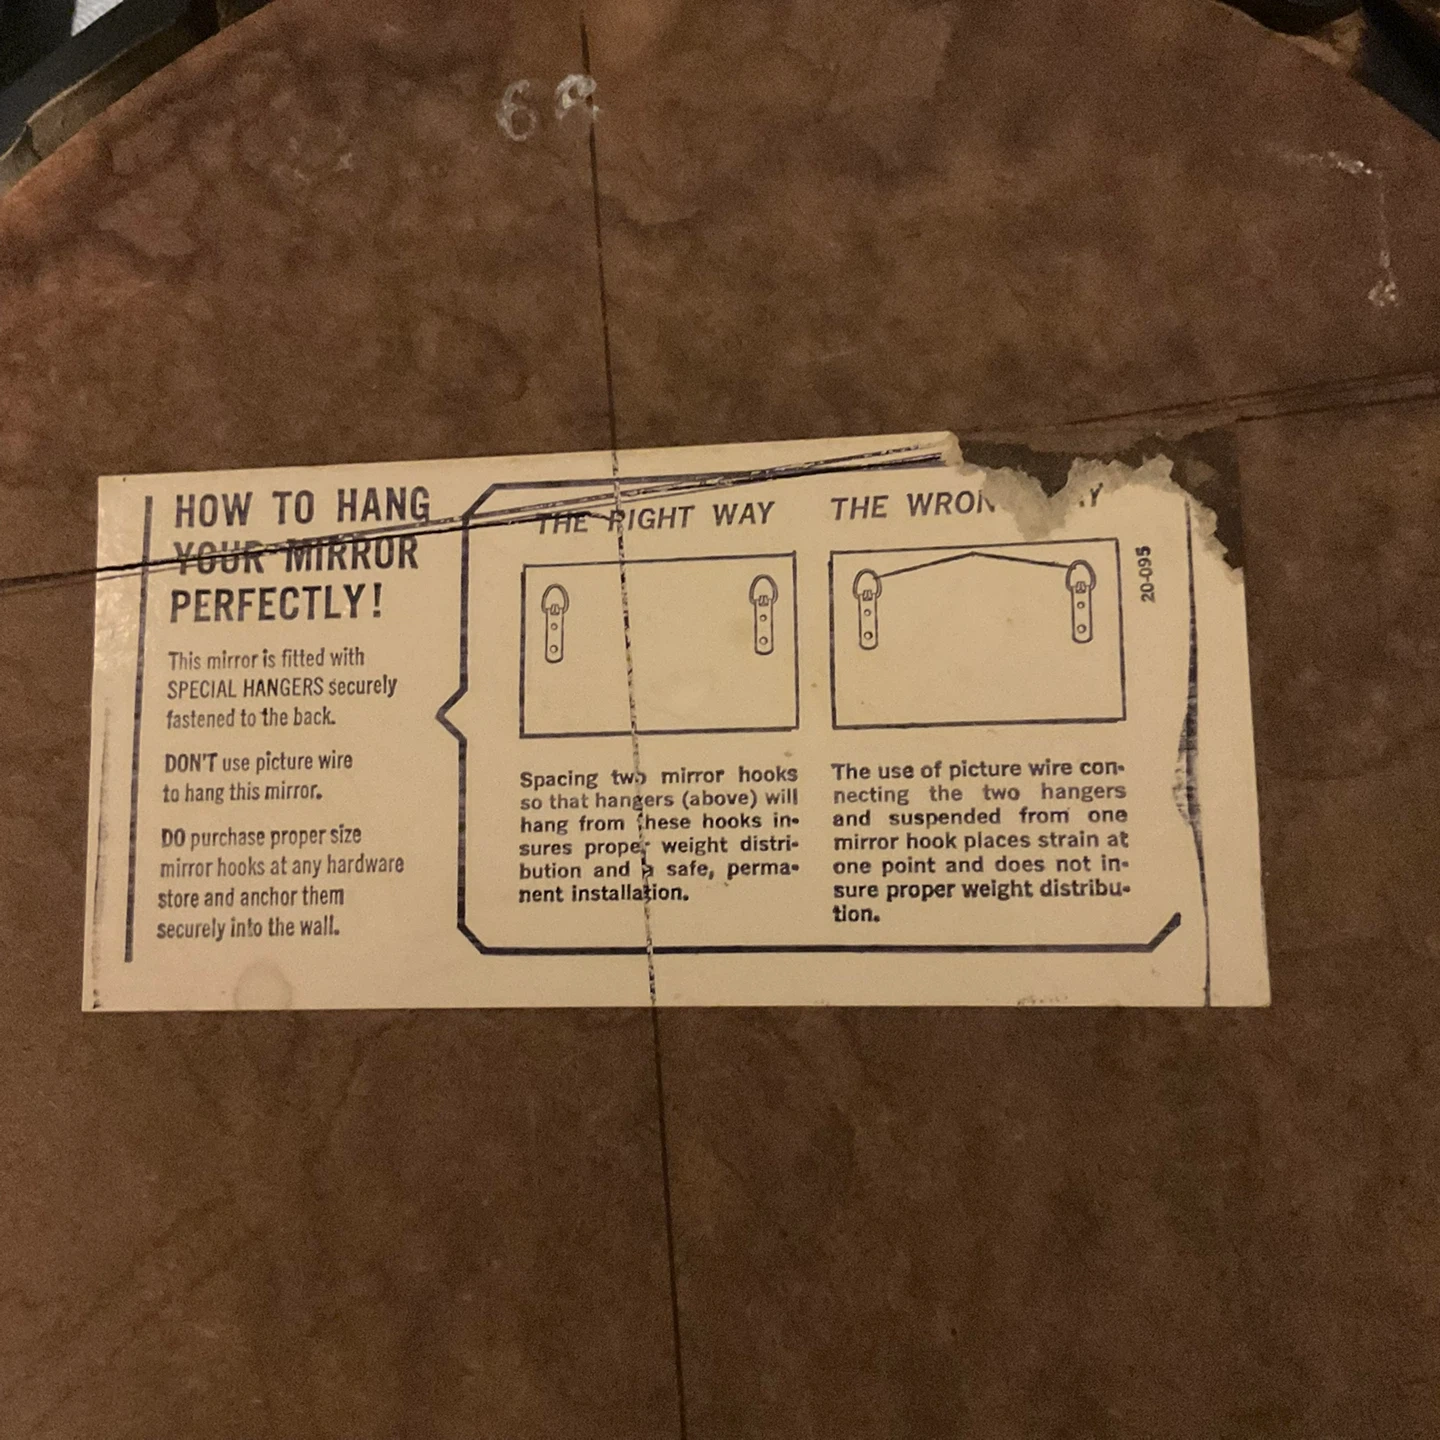 HOW TO HANG
YOUR MIRROR
PERFECTLY!
This mirror is fitted with
SPECIAL HANGERS securely
fastened to the back.
DON'T use picture wire
to hang this mirror.
DO purchase proper size
mirror hooks at any hardware
store and anchor them
securely into the wall.
THE RIGHT WAY
Spacing two mirror hooks
so that hangers (above) will
hang from these hooks in-
sures proper weight distri-
bution and a safe, perma-
nent installation.
THE
The use of picture wire con-
necting the two hangers
and suspended from one
mirror hook places strain at
one point and does not in-
sure proper weight distribu-
tion.
20-095